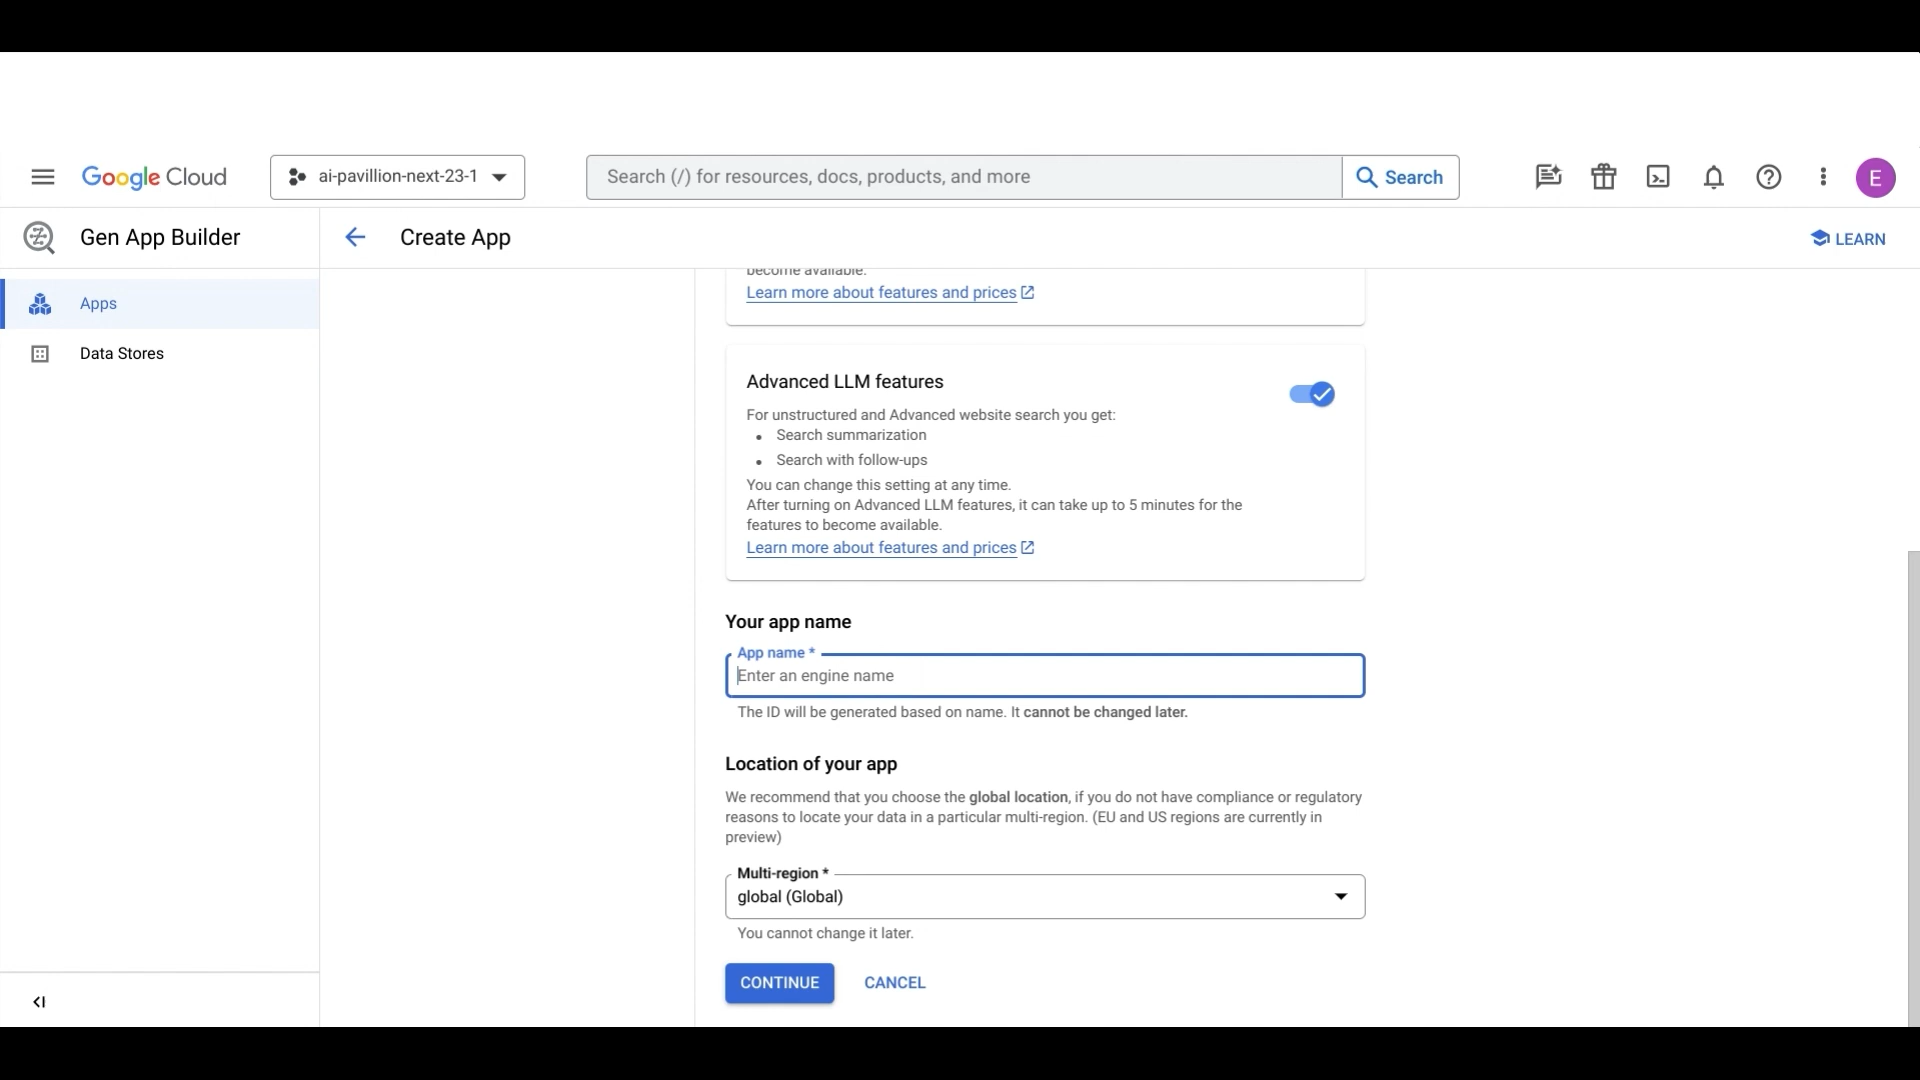 Google Cloud
ai-pavillion-next-23-1
Search (/) for resources, docs, products, and more
Search
E
Gen App Builder
Create App
LEARN
Apps
Data Stores
become available.
Learn more about features and prices
Advanced LLM features
For unstructured and Advanced website search you get:
• Search summarization
• Search with follow-ups
You can change this setting at any time.
After turning on Advanced LLM features, it can take up to 5 minutes for the
features to become available.
Learn more about features and prices
Your app name
App name *
Enter an engine name
The ID will be generated based on name. It cannot be changed later.
Location of your app
We recommend that you choose the global location, if you do not have compliance or regulatory
reasons to locate your data in a particular multi-region. (EU and US regions are currently in
preview)
Multi-region *
global (Global)
You cannot change it later.
CONTINUE
CANCEL